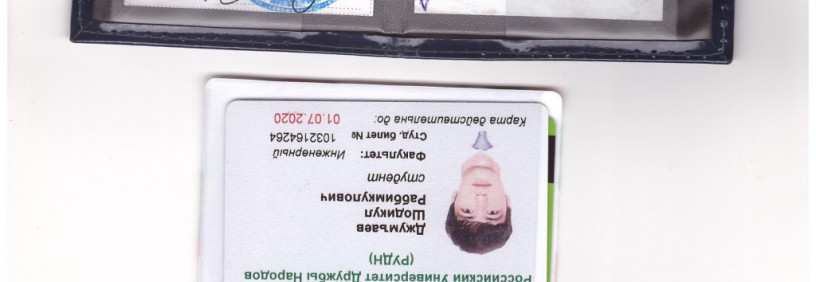 Российский Университет Дружбы Народов
(РУДН)
Джумъаев
Шодикул
Раббимкулович
студент
Факультет: Инженерный
Студ. билет № 1032164264
Карта действительна до: 01.07.2020